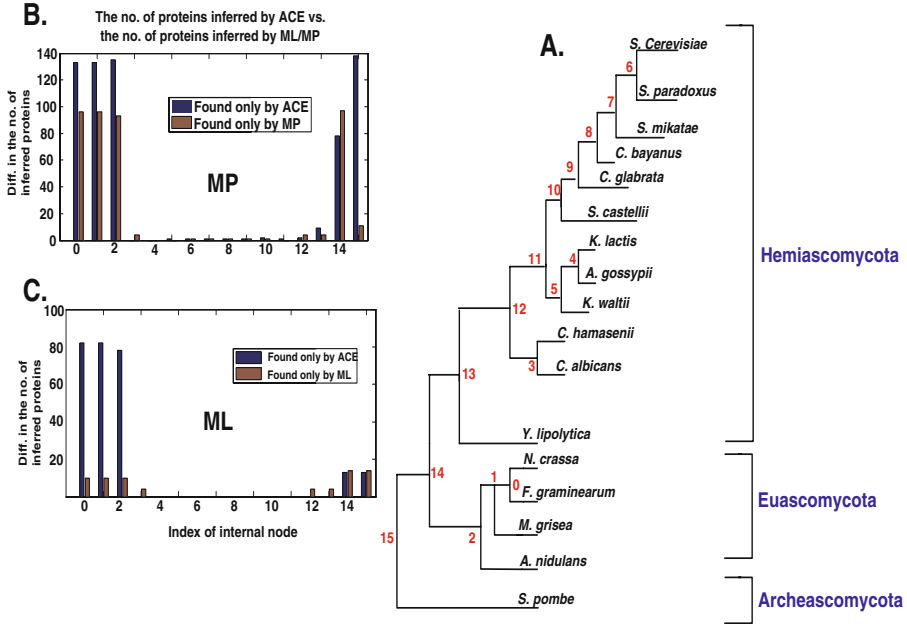 B.
The no. of proteins inferred by ACE vs.
the no. of proteins inferred by ML/MP
Diff. in the no. of
inferred proteins
140
120
100
80
60
40
20
0
Found only by ACE
Found only by MP
MP
0 2 4 6 8 10 12 14
C.
Diff. in the no. of
inferred proteins
100
80
60
40
20
Found only by ACE
Found only by ML
ML
0 2 4 6 8 10 12 14
Index of internal node
A.
S. Cerevisiae
6
S. paradoxus
7
S. mikatae
8
C. bayanus
9
C. glabrata
10
S. castellii
K. lactis
11
4
A. gossypii
5
K. waltii
12
C. hamasenii
3
C. albicans
13
Y. lipolytica
14
N. crassa
1
0
F. graminearum
M. grisea
15
2
A. nidulans
S. pombe
Hemiascomycota
Euascomycota
Archeascomycota